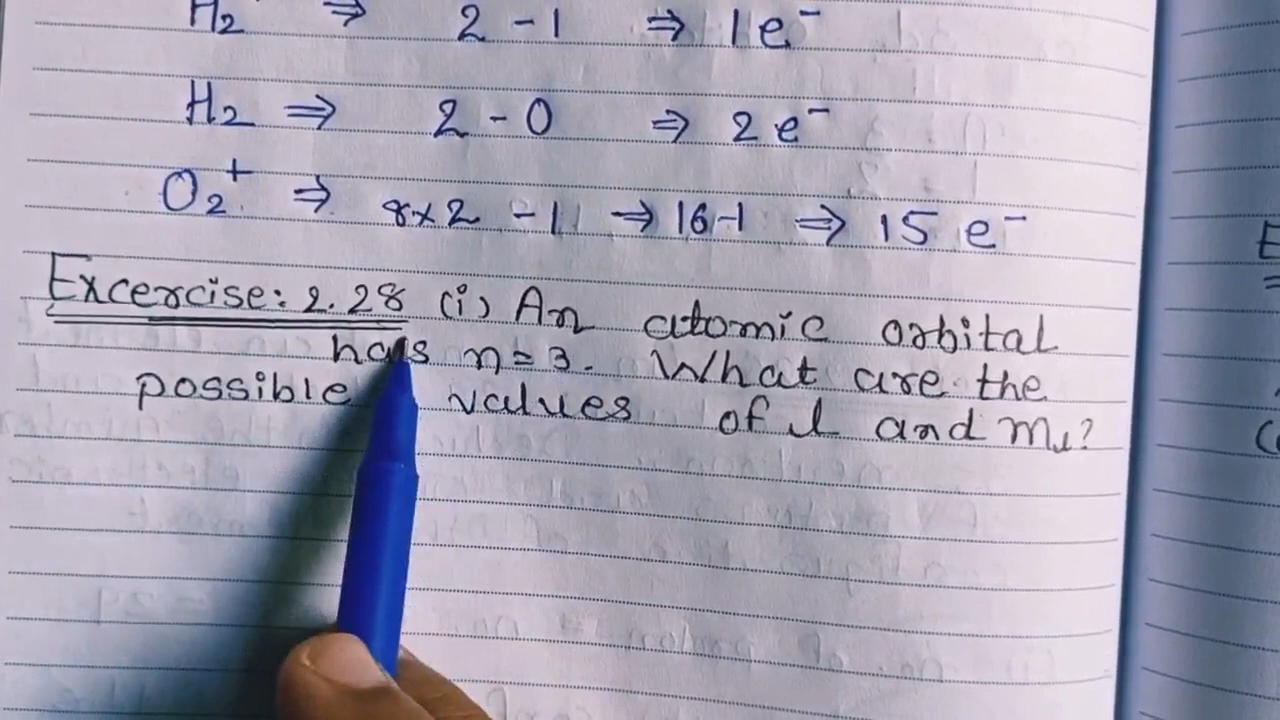 H2 ⇒ 2 - 1 ⇒ 1e⁻
H2 ⇒ 2 - 0 ⇒ 2e⁻
O2⁺ ⇒ 8×2 - 1 → 16-1 ⇒ 15 e⁻
Excercise: 2.28 (i) An atomic orbital
has n = 3. What are the
possible values of l and ml?